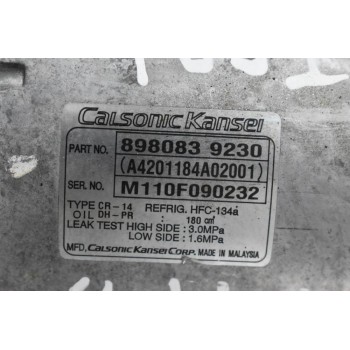 CALSONIC KANSEI
PART NO. 898083 9230
(A4201184A02001)
SER. NO. M110F090232
TYPE CR-14 REFRIG. HFC-134a
OIL DH-PR : 180 cm³
LEAK TEST HIGH SIDE : 3.0MPa
LOW SIDE : 1.6MPa
MFD. CALSONIC KANSEI CORP. MADE IN MALAYSIA